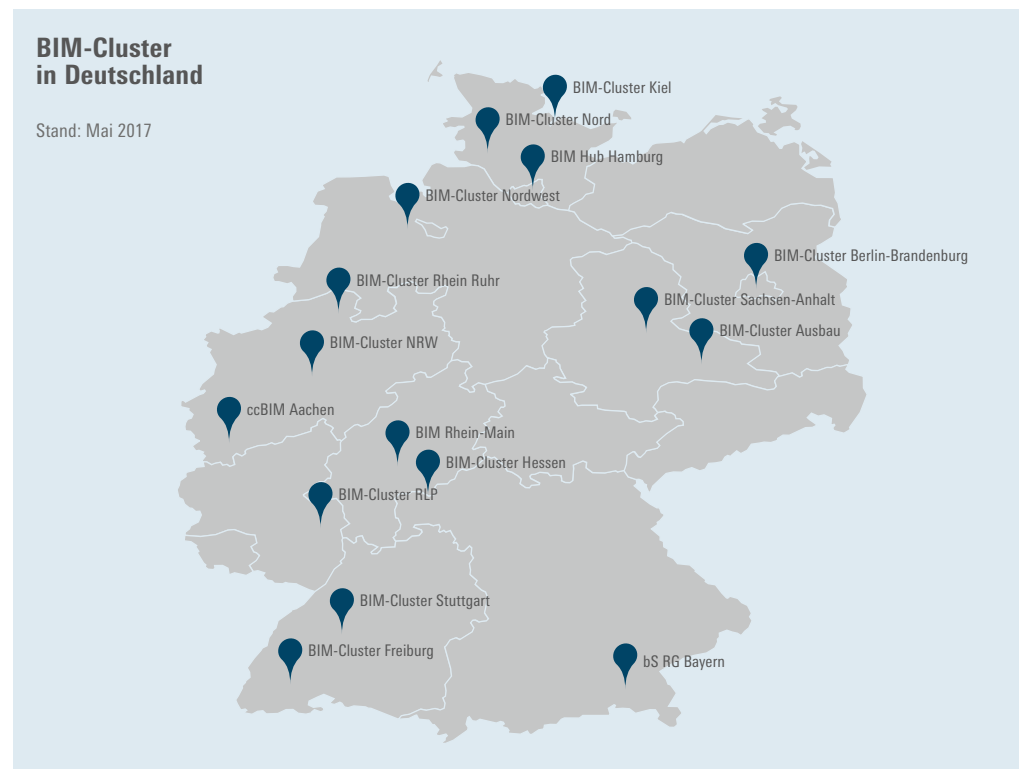 BIM-Cluster
in Deutschland
Stand: Mai 2017
BIM-Cluster Kiel
BIM-Cluster Nord
BIM Hub Hamburg
BIM-Cluster Nordwest
BIM-Cluster Berlin-Brandenburg
BIM-Cluster Rhein Ruhr
BIM-Cluster Sachsen-Anhalt
BIM-Cluster Ausbau
BIM-Cluster NRW
ccBIM Aachen
BIM Rhein-Main
BIM-Cluster Hessen
BIM-Cluster RLP
BIM-Cluster Stuttgart
BIM-Cluster Freiburg
bS RG Bayern